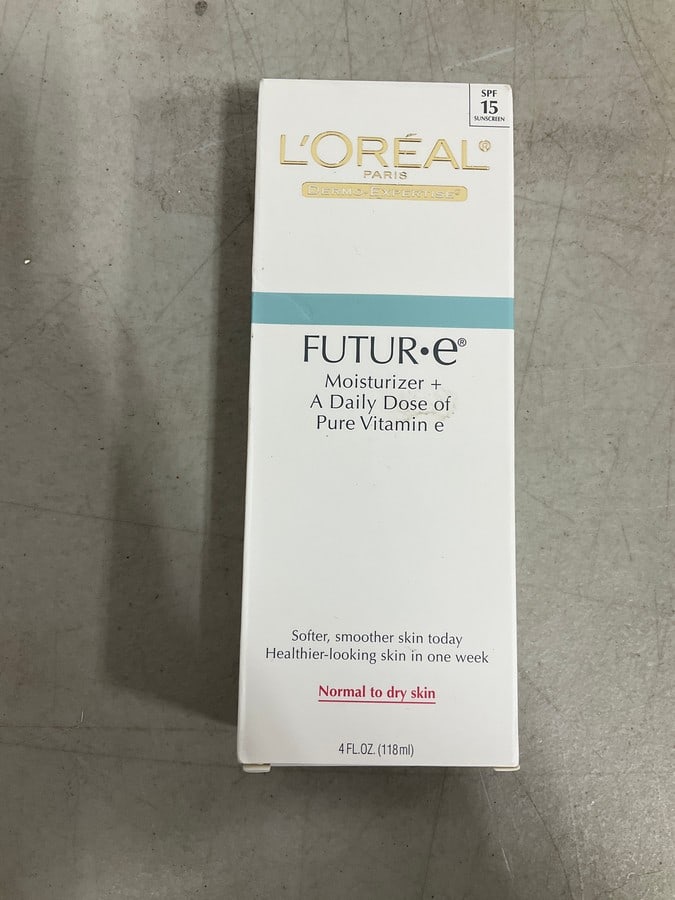 SPF
15
SUNSCREEN
L'ORÉAL®
PARIS
DERMO-EXPERTISE
FUTUR•e®
Moisturizer +
A Daily Dose of
Pure Vitamin e
Softer, smoother skin today
Healthier-looking skin in one week
Normal to dry skin
4 FL.OZ. (118ml)